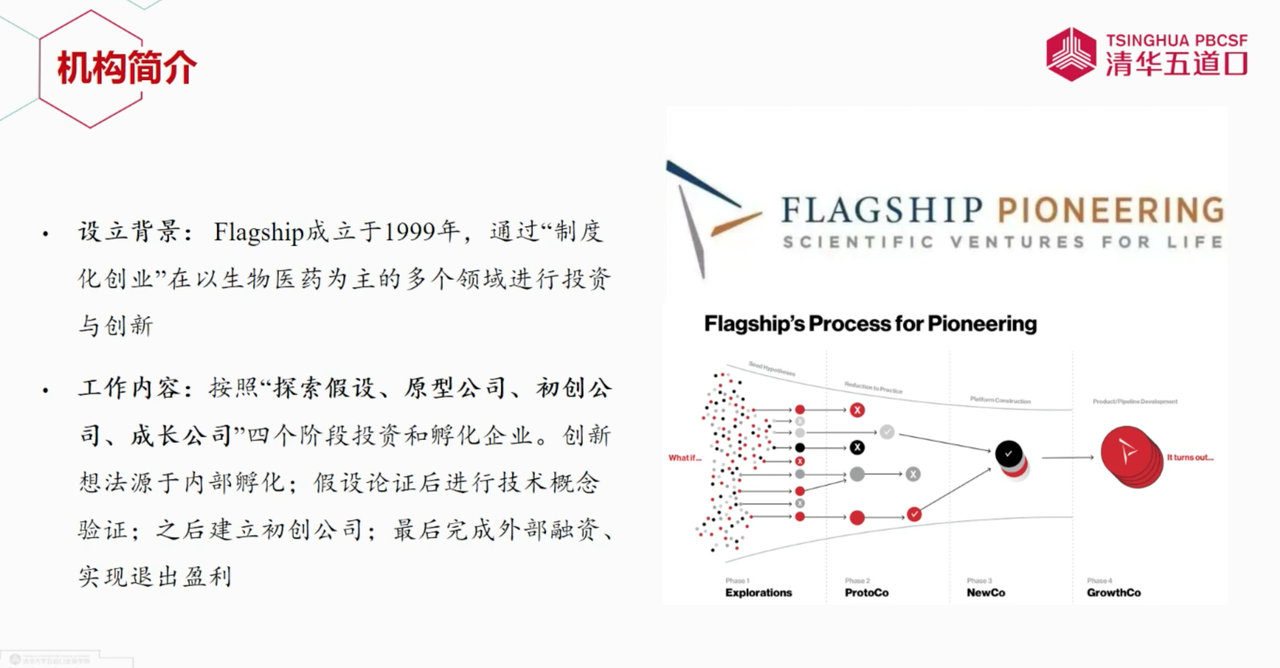 机构简介
TSINGHUA PBCSF
清华五道口
• 设立背景：Flagship成立于1999年，通过“制度
化创业”在以生物医药为主的多个领域进行投资
与创新
• 工作内容：按照“探索假设、原型公司、初创公
司、成长公司”四个阶段投资和孵化企业。创新
想法源于内部孵化；假设论证后进行技术概念
验证；之后建立初创公司；最后完成外部融资、
实现退出盈利
FLAGSHIP PIONEERING
SCIENTIFIC VENTURES FOR LIFE
Flagship's Process for Pioneering
Seed Hypotheses
Reduction to Practice
Platform Construction
Product/Pipeline Development
What if...
It turns out...
Phase 1
Explorations
Phase 2
ProtoCo
Phase 3
NewCo
Phase 4
GrowthCo